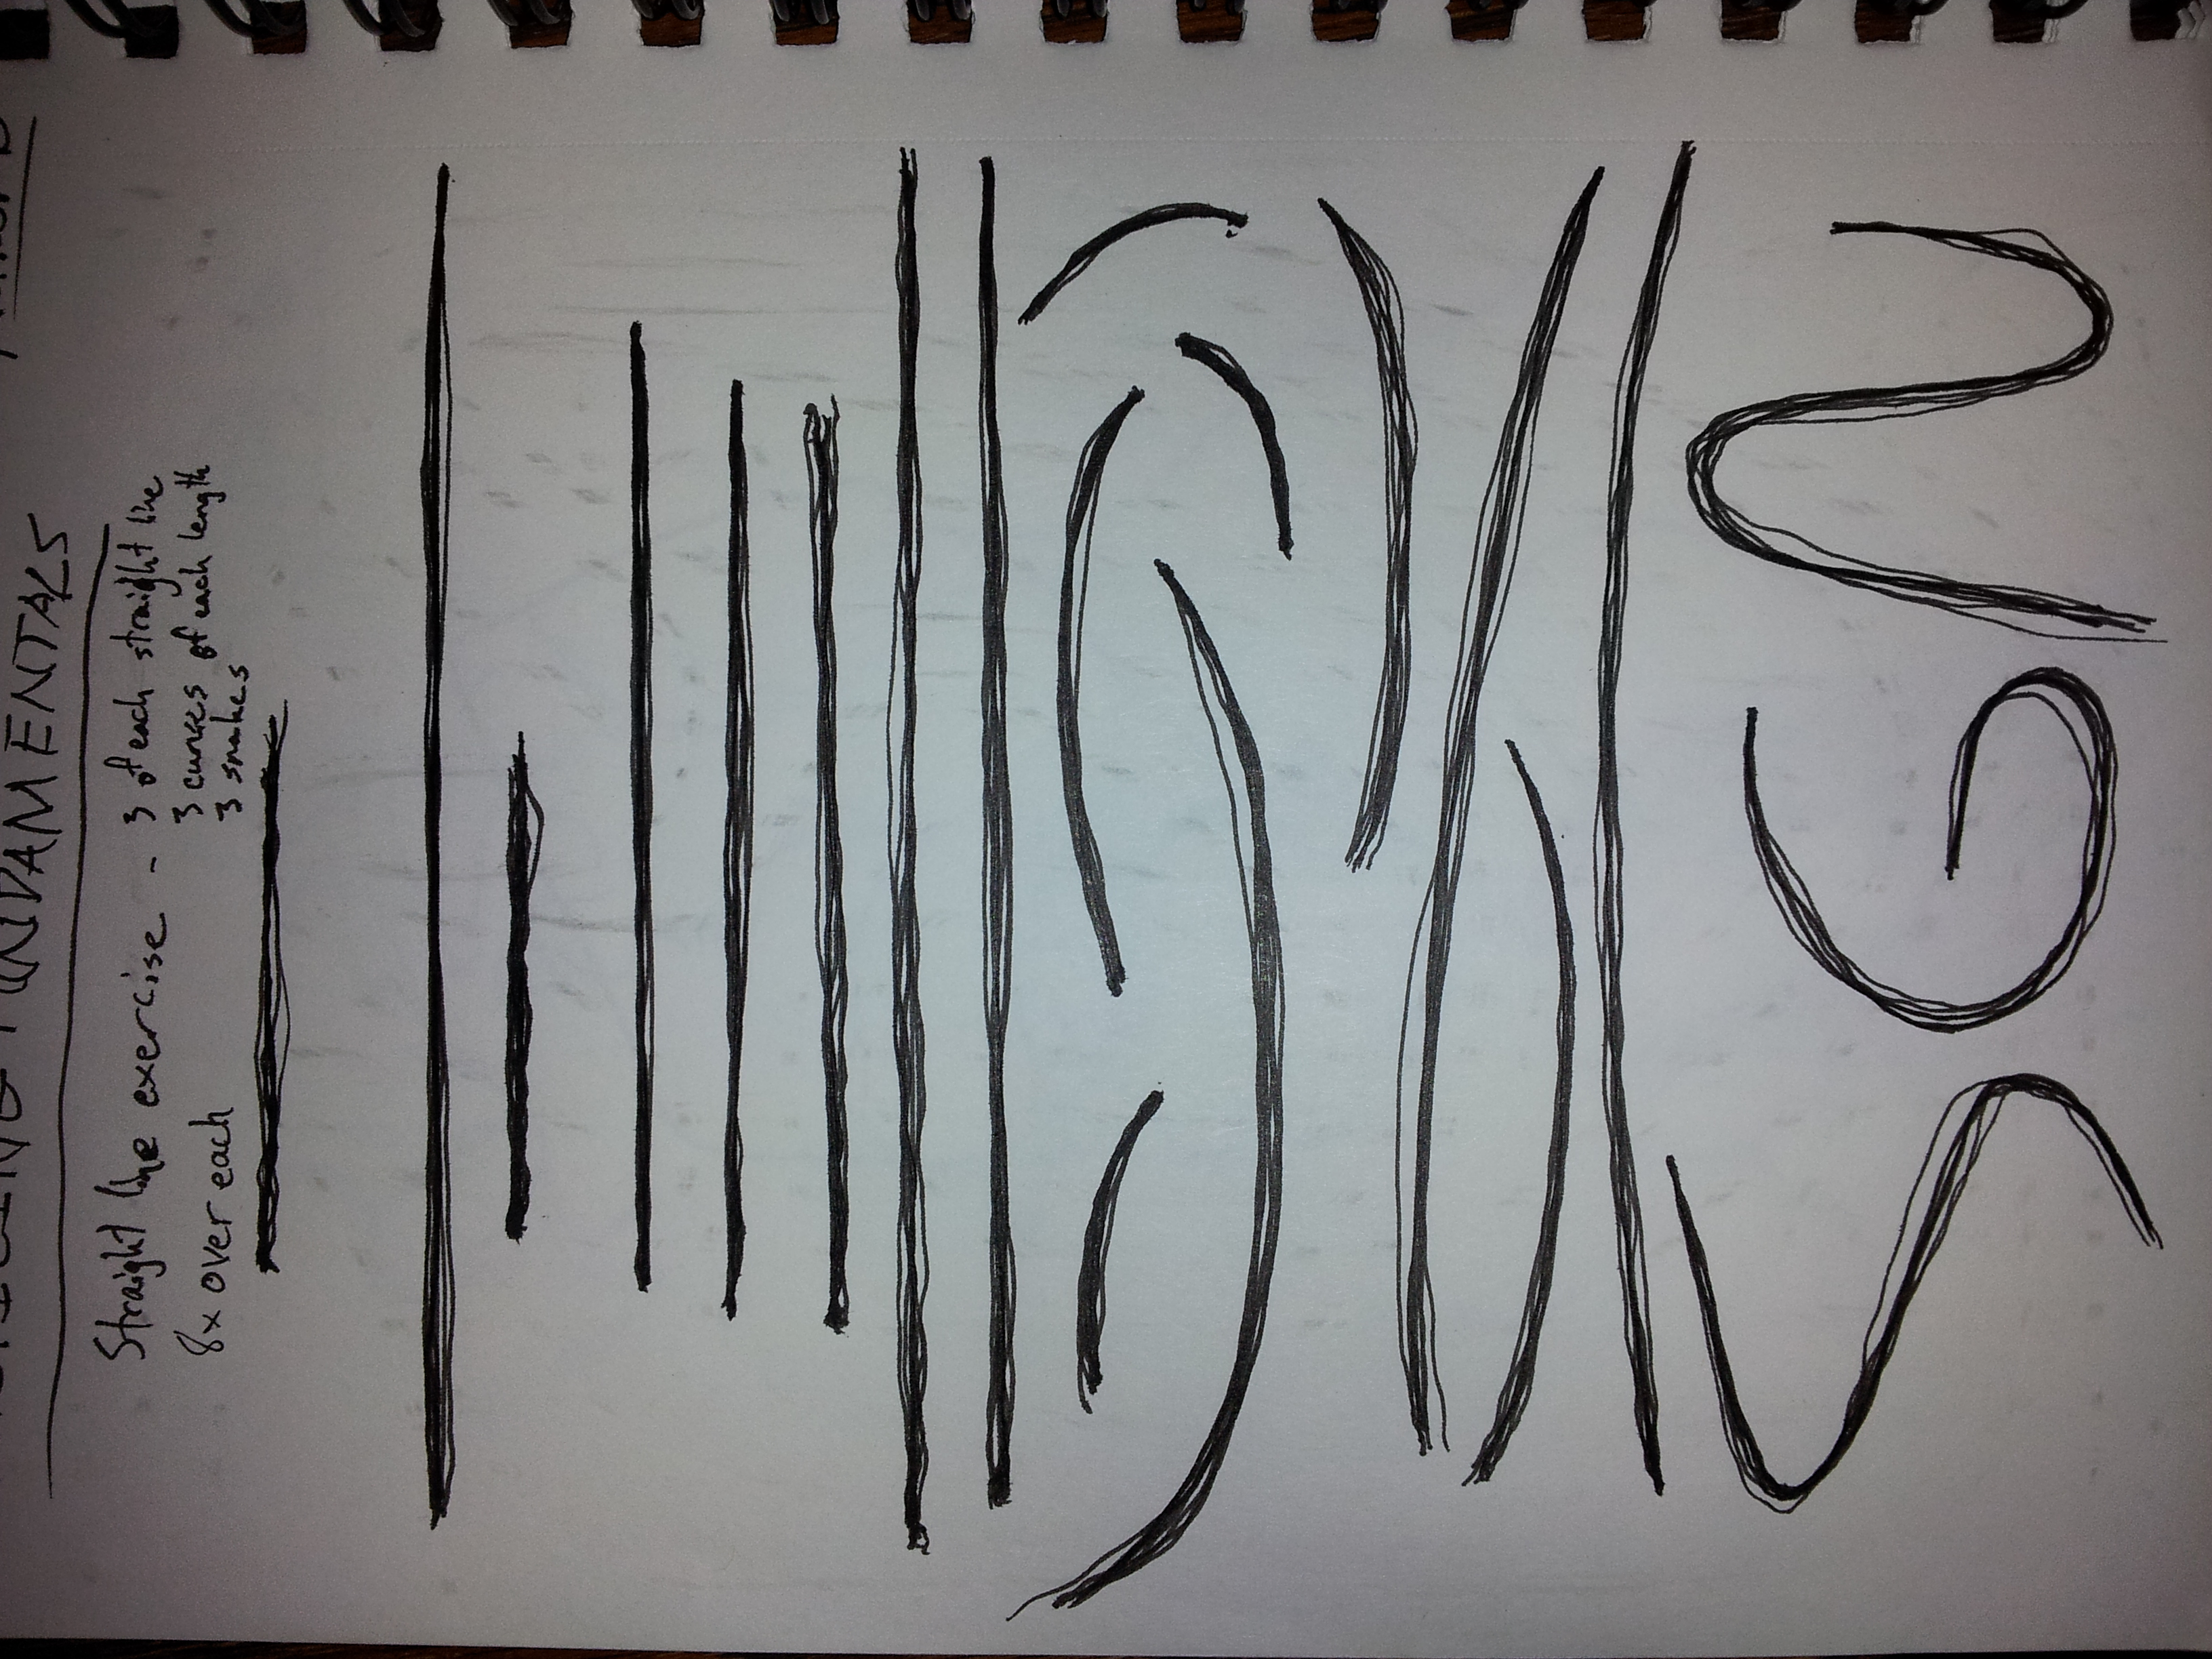 FUNDAMENTALS
Straight line exercise - 3 of each straight line
8x over each 3 curves of each length
3 snakes